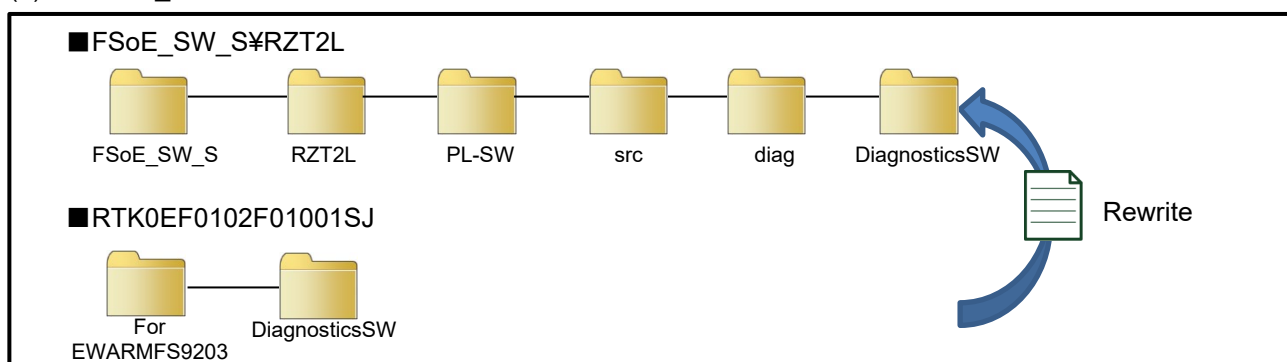 ■FSoE_SW_S¥RZT2L
FSoE_SW_S RZT2L PL-SW src diag DiagnosticsSW
Rewrite
■RTK0EF0102F01001SJ
For DiagnosticsSW
EWARMFS9203